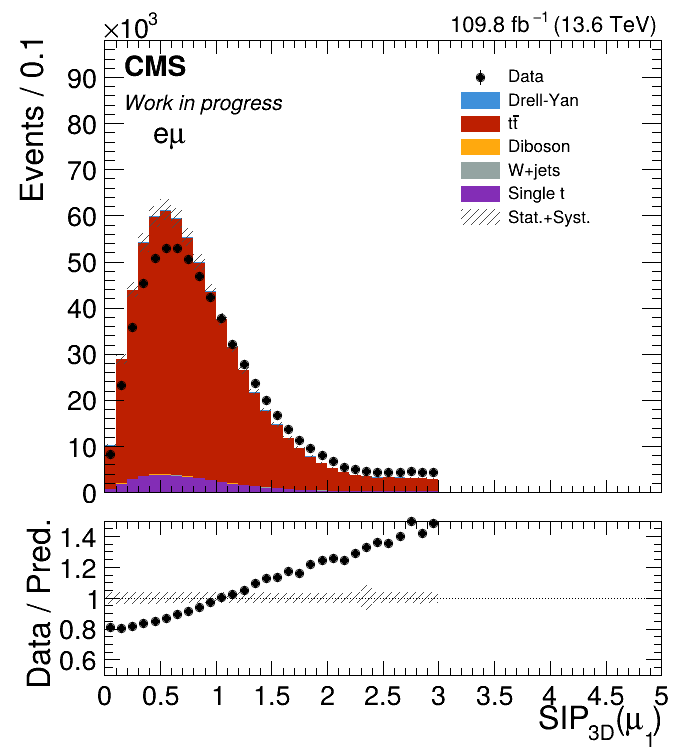 ×10³ 109.8 fb⁻¹ (13.6 TeV)
CMS
Work in progress
eμ
Data
Drell-Yan
tt̄
Diboson
W+jets
Single t
Stat.+Syst.
Events / 0.1
90
80
70
60
50
40
30
20
10
0
Data / Pred.
1.4
1.2
1
0.8
0.6
0 0.5 1 1.5 2 2.5 3 3.5 4 4.5 5
SIP₃D(μ₁)